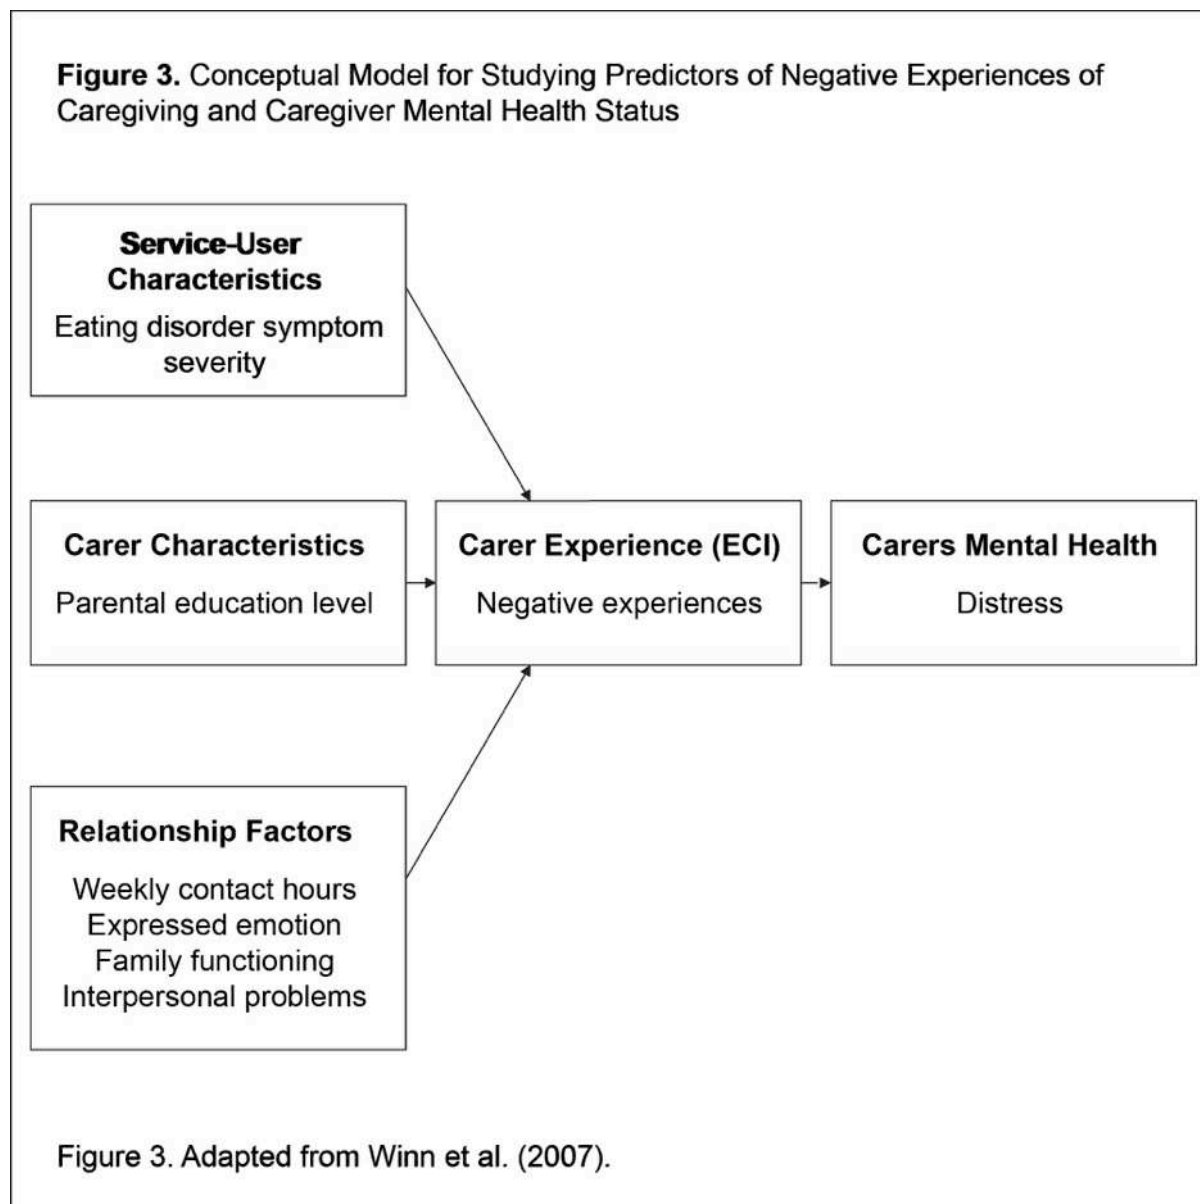 Figure 3. Conceptual Model for Studying Predictors of Negative Experiences of
Caregiving and Caregiver Mental Health Status
Service-User
Characteristics
Eating disorder symptom
severity
Carer Characteristics
Parental education level
Carer Experience (ECI)
Negative experiences
Carers Mental Health
Distress
Relationship Factors
Weekly contact hours
Expressed emotion
Family functioning
Interpersonal problems
Figure 3. Adapted from Winn et al. (2007).